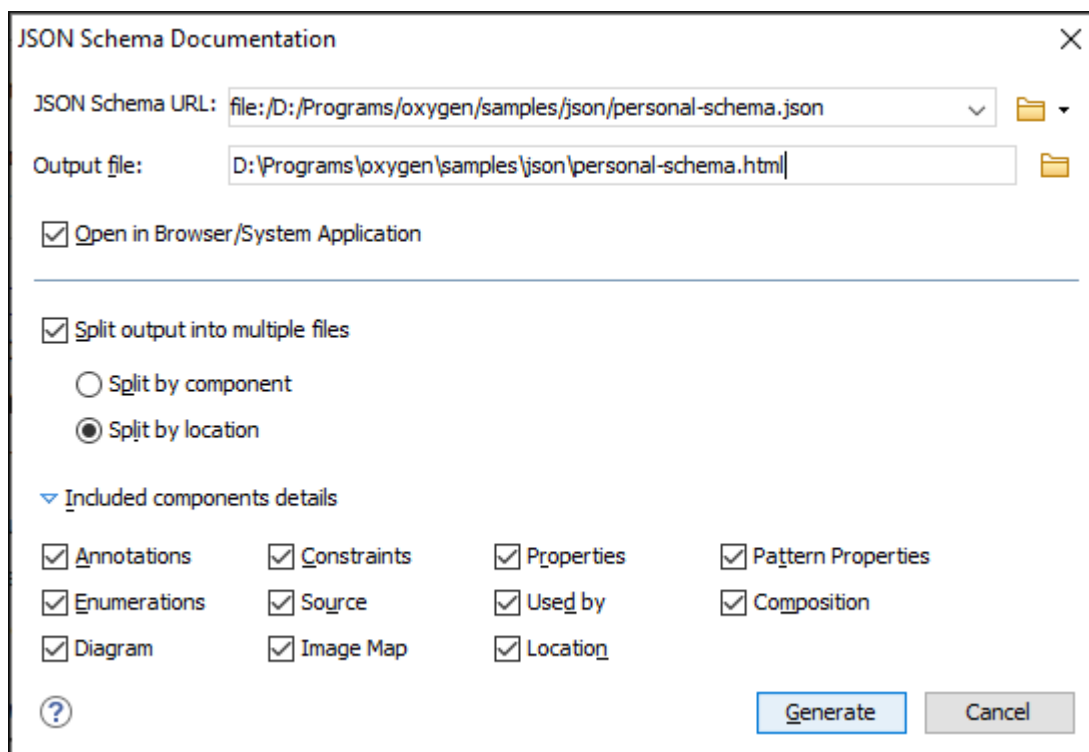 JSON Schema Documentation
JSON Schema URL: file:/D:/Programs/oxygen/samples/json/personal-schema.json
Output file: D:\Programs\oxygen\samples\json\personal-schema.html
Open in Browser/System Application
Split output into multiple files
Split by component
Split by location
Included components details
Annotations Constraints Properties Pattern Properties
Enumerations Source Used by Composition
Diagram Image Map Location
? Generate Cancel